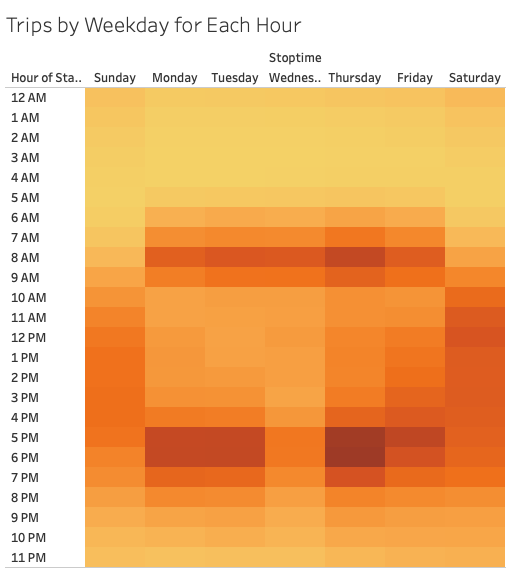 Trips by Weekday for Each Hour
Stoptime
Hour of Sta.. Sunday Monday Tuesday Wednes.. Thursday Friday Saturday
12 AM
1 AM
2 AM
3 AM
4 AM
5 AM
6 AM
7 AM
8 AM
9 AM
10 AM
11 AM
12 PM
1 PM
2 PM
3 PM
4 PM
5 PM
6 PM
7 PM
8 PM
9 PM
10 PM
11 PM